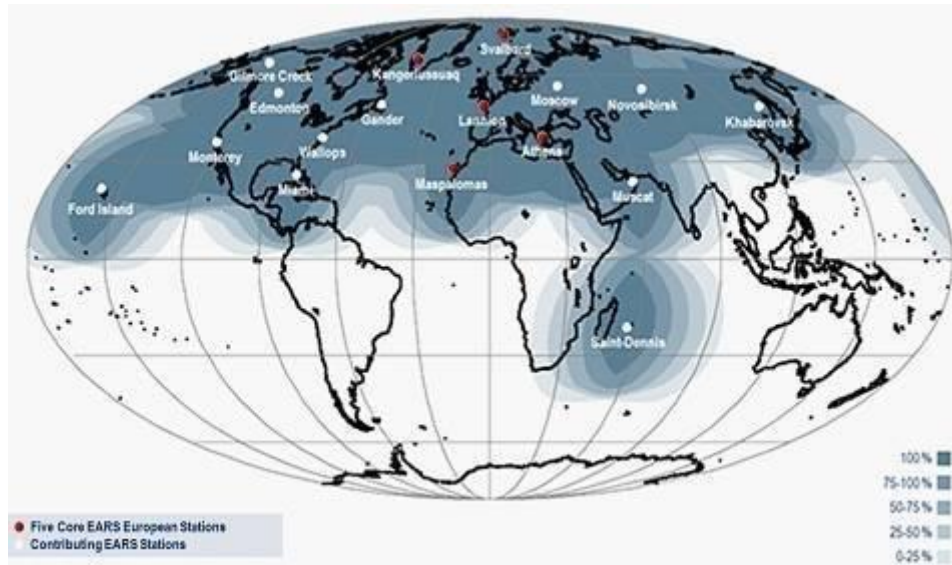 Svalbard
Gilmore Creek
Kangerlussuaq
Edmonton
Gander
Lannion
Moscow
Novosibirsk
Khabarovsk
Monterey
Wallops
Athens
Miami
Maspalomas
Muscat
Ford Island
Saint-Dennis
100 %
75-100 %
50-75 %
25-50 %
0-25 %
Five Core EARS European Stations
Contributing EARS Stations